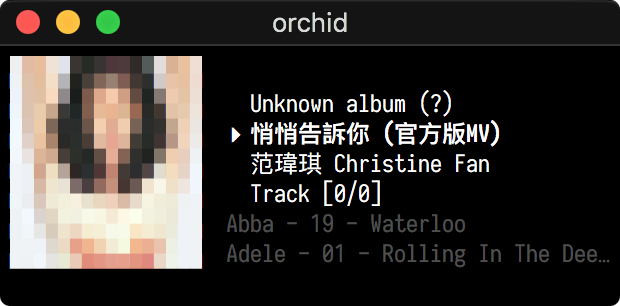 orchid
Unknown album (?)
悄悄告訴你 (官方版MV)
范瑋琪 Christine Fan
Track [0/0]
Abba - 19 - Waterloo
Adele - 01 - Rolling In The Dee…